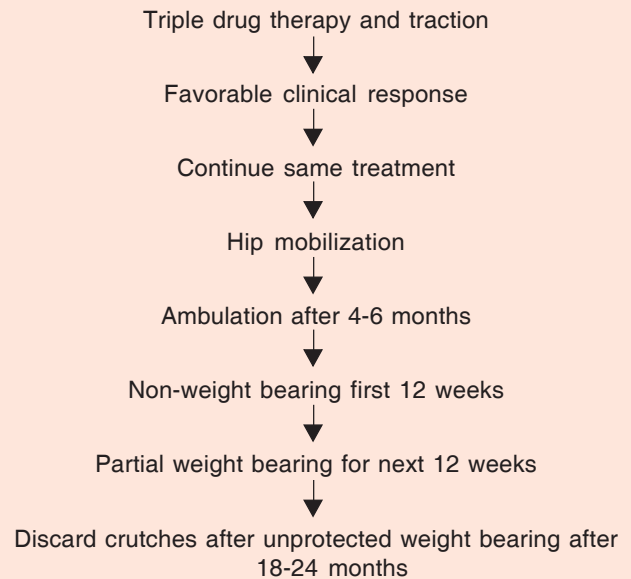 Triple drug therapy and traction
Favorable clinical response
Continue same treatment
Hip mobilization
Ambulation after 4-6 months
Non-weight bearing first 12 weeks
Partial weight bearing for next 12 weeks
Discard crutches after unprotected weight bearing after
18-24 months